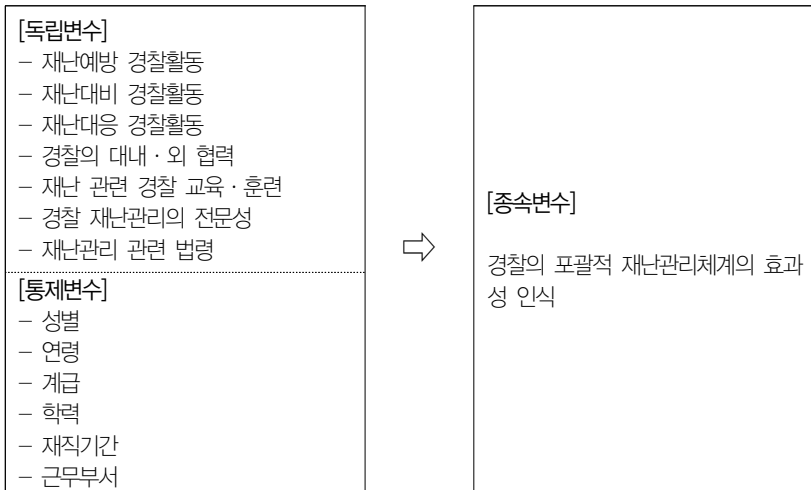 [독립변수]
– 재난예방 경찰활동
– 재난대비 경찰활동
– 재난대응 경찰활동
– 경찰의 대내 · 외 협력
– 재난 관련 경찰 교육 · 훈련
– 경찰 재난관리의 전문성
– 재난관리 관련 법령
[통제변수]
– 성별
– 연령
– 계급
– 학력
– 재직기간
– 근무부서
⇨
[종속변수]
경찰의 포괄적 재난관리체계의 효과
성 인식